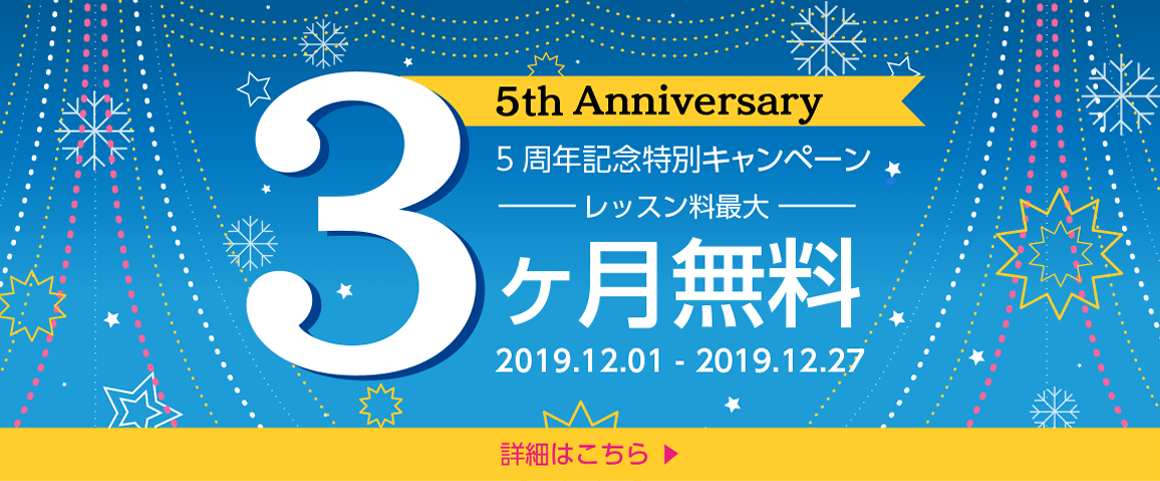 5th Anniversary
5周年記念特別キャンペーン
レッスン料最大
3ヶ月無料
2019.12.01 - 2019.12.27
詳細はこちら ▶